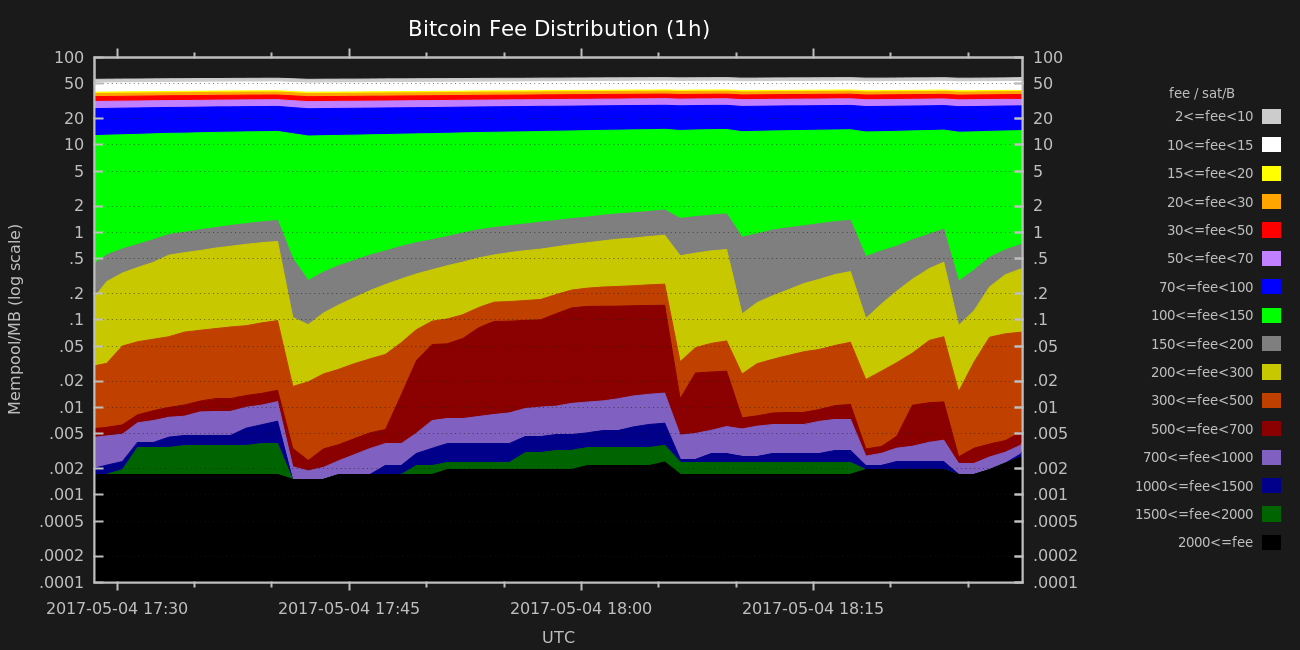 Bitcoin Fee Distribution (1h)
Mempool/MB (log scale)
100
50
20
10
5
2
1
.5
.2
.1
.05
.02
.01
.005
.002
.001
.0005
.0002
.0001
100
50
20
10
5
2
1
.5
.2
.1
.05
.02
.01
.005
.002
.001
.0005
.0002
.0001
2017-05-04 17:30
2017-05-04 17:45
2017-05-04 18:00
2017-05-04 18:15
UTC
fee / sat/B
2<=fee<10
10<=fee<15
15<=fee<20
20<=fee<30
30<=fee<50
50<=fee<70
70<=fee<100
100<=fee<150
150<=fee<200
200<=fee<300
300<=fee<500
500<=fee<700
700<=fee<1000
1000<=fee<1500
1500<=fee<2000
2000<=fee